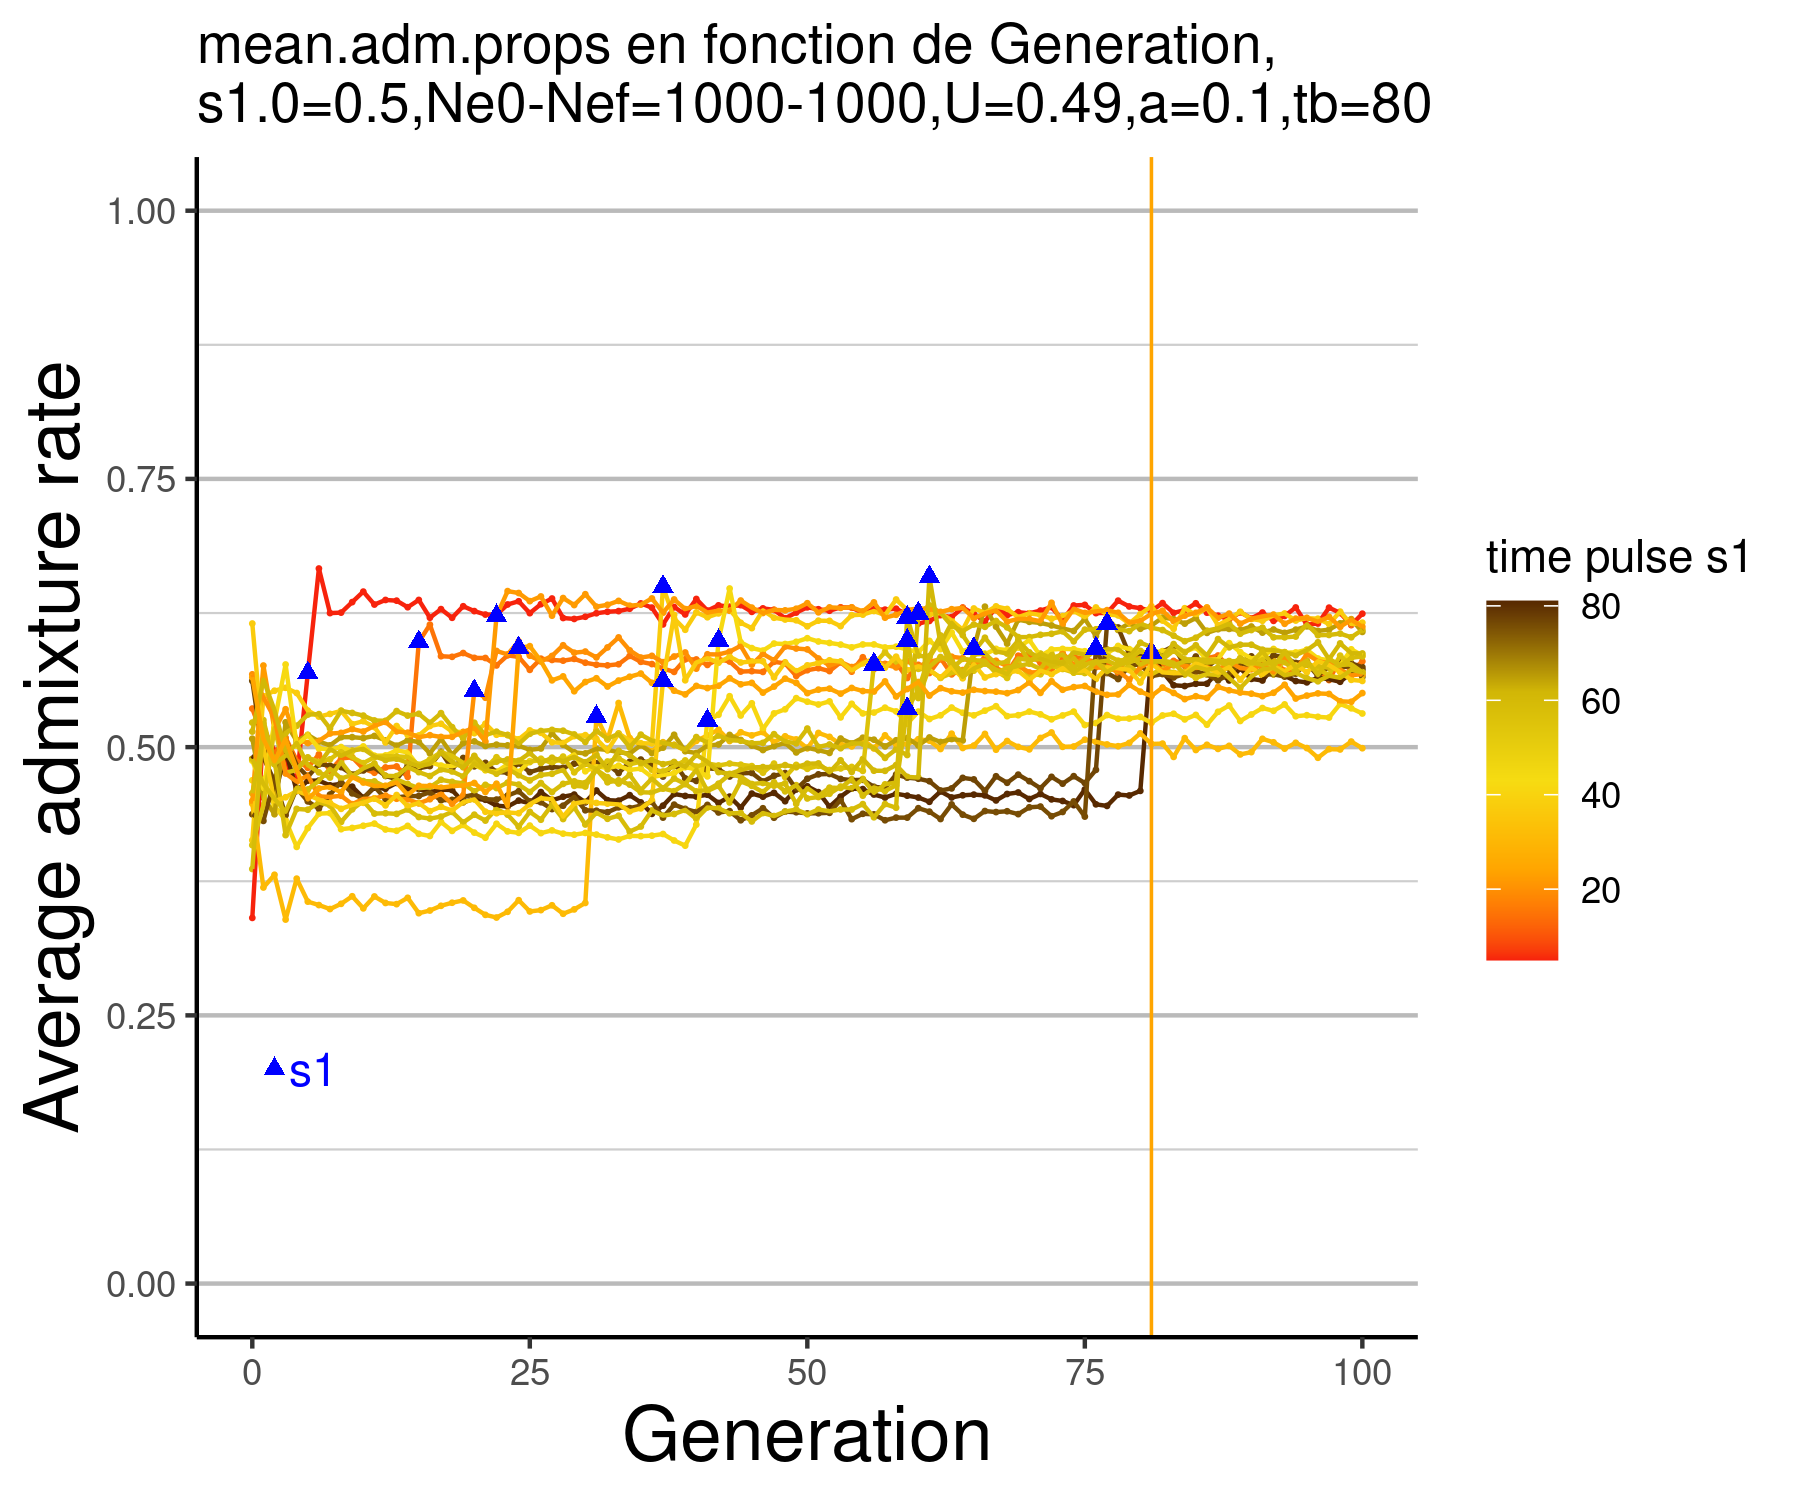 mean.adm.props en fonction de Generation,
s1.0=0.5,Ne0-Nef=1000-1000,U=0.49,a=0.1,tb=80
Average admixture rate
1.00
0.75
0.50
0.25
0.00
s1
0
25
50
75
100
Generation
time pulse s1
80
60
40
20